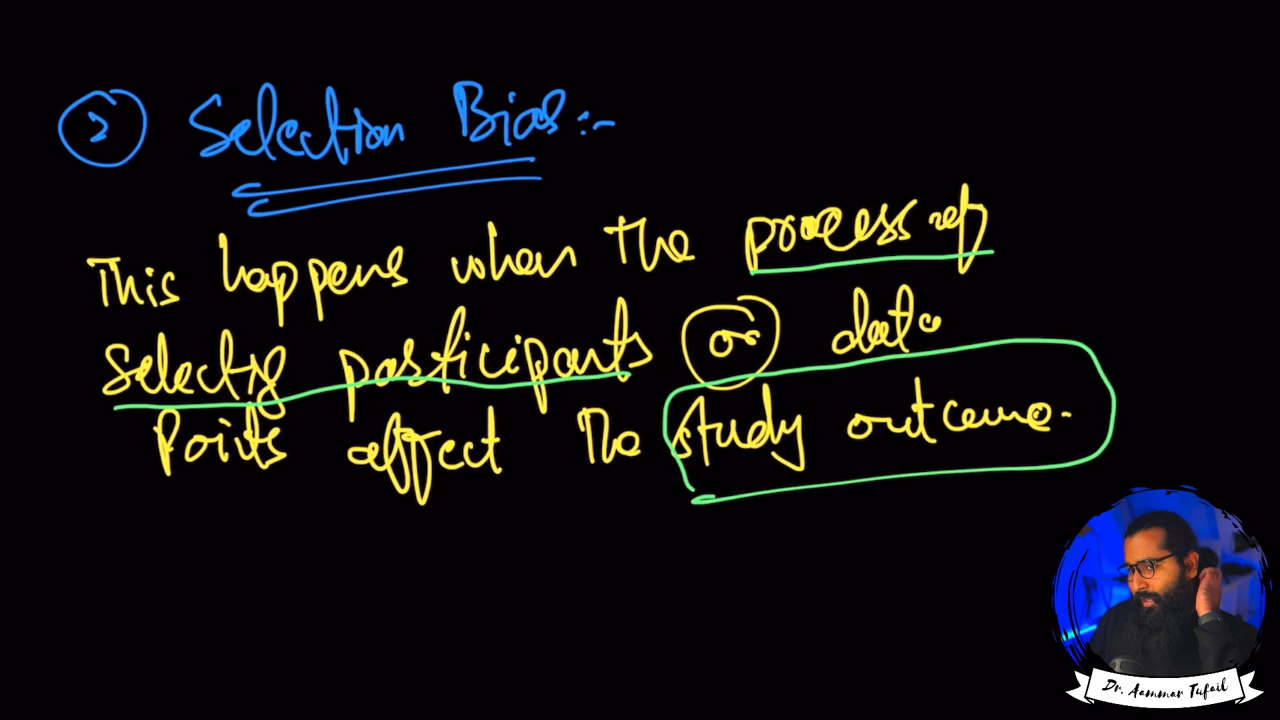 2 Selection Bias:-
This happens when the process of
Selecting participants or data
Points affect the study outcome.
Dr. Aammar Tufail